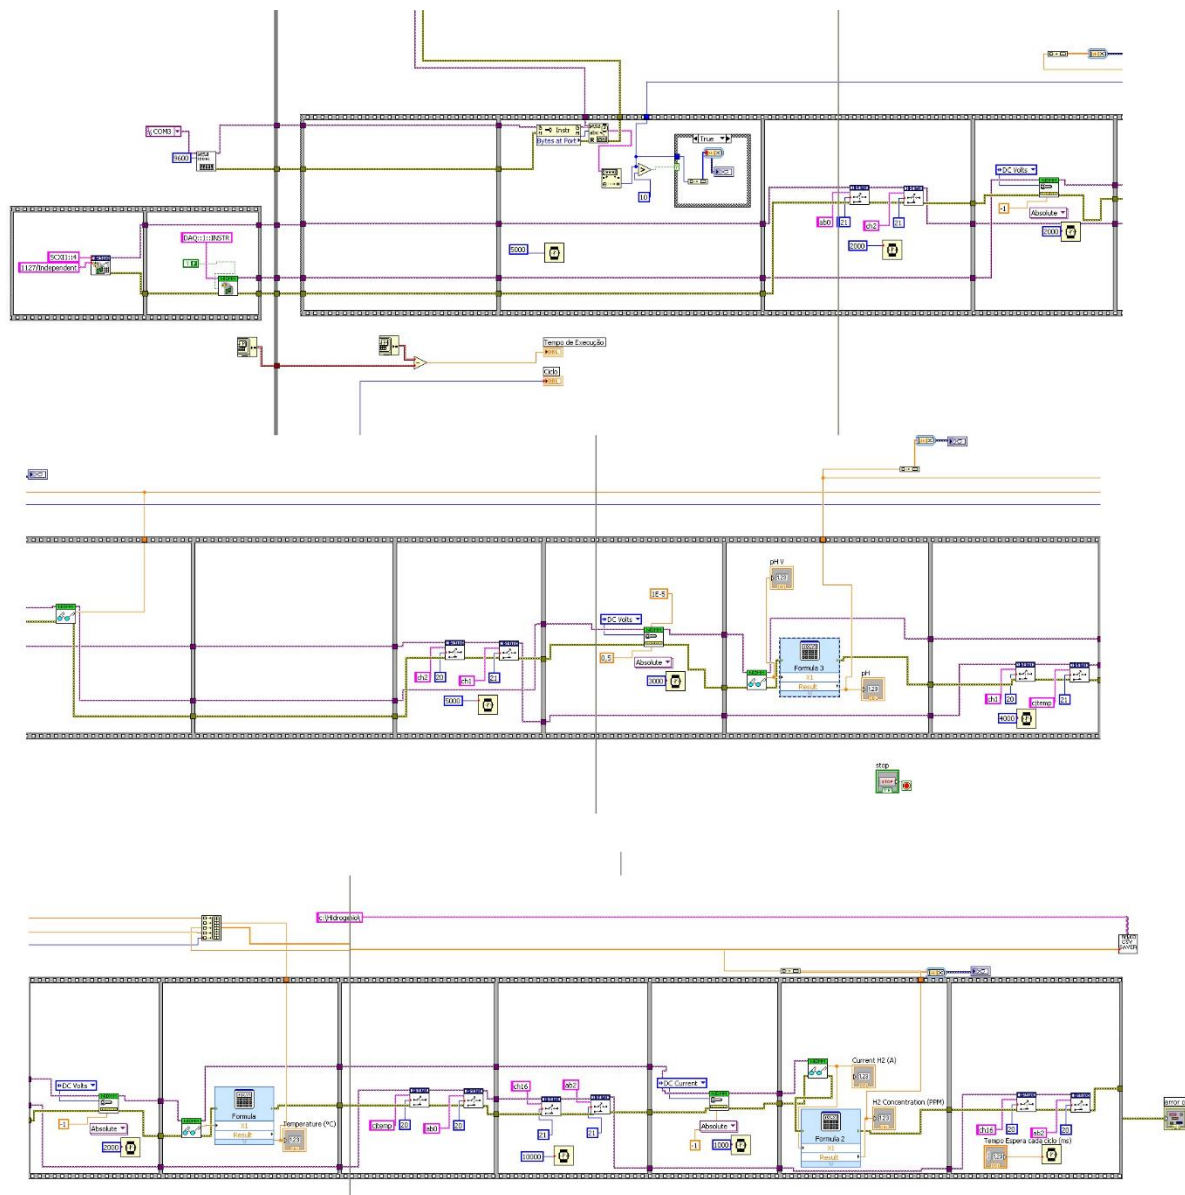 COM3
9600
Instr
Bytes at Port
True
10
DC Volts
-1
Absolute
2000
ab0
21
ch2
21
2000
5000
DAQ::1::INSTR
SCXI1::4
1127/Independent
Tempo de Execução
Ciclo
1E-5
DC Volts
0,5
Absolute
3000
pH V
Formula 3
X1
Result
pH
ch2
20
ch1
21
5000
ch1
20
cjtemp
21
4000
stop
STOP
c:\Hidrogenio\
DC Volts
-1
Absolute
2000
Formula
X1
Result
Temperature (ºC)
cjtemp
20
ab0
20
ch16
21
ab2
21
10000
DC Current
Absolute
-1
1000
Current H2 (A)
H2 Concentration (PPM)
Formula 2
X1
Result
ch16
20
ab2
20
Tempo Espera cada ciclo (ms)